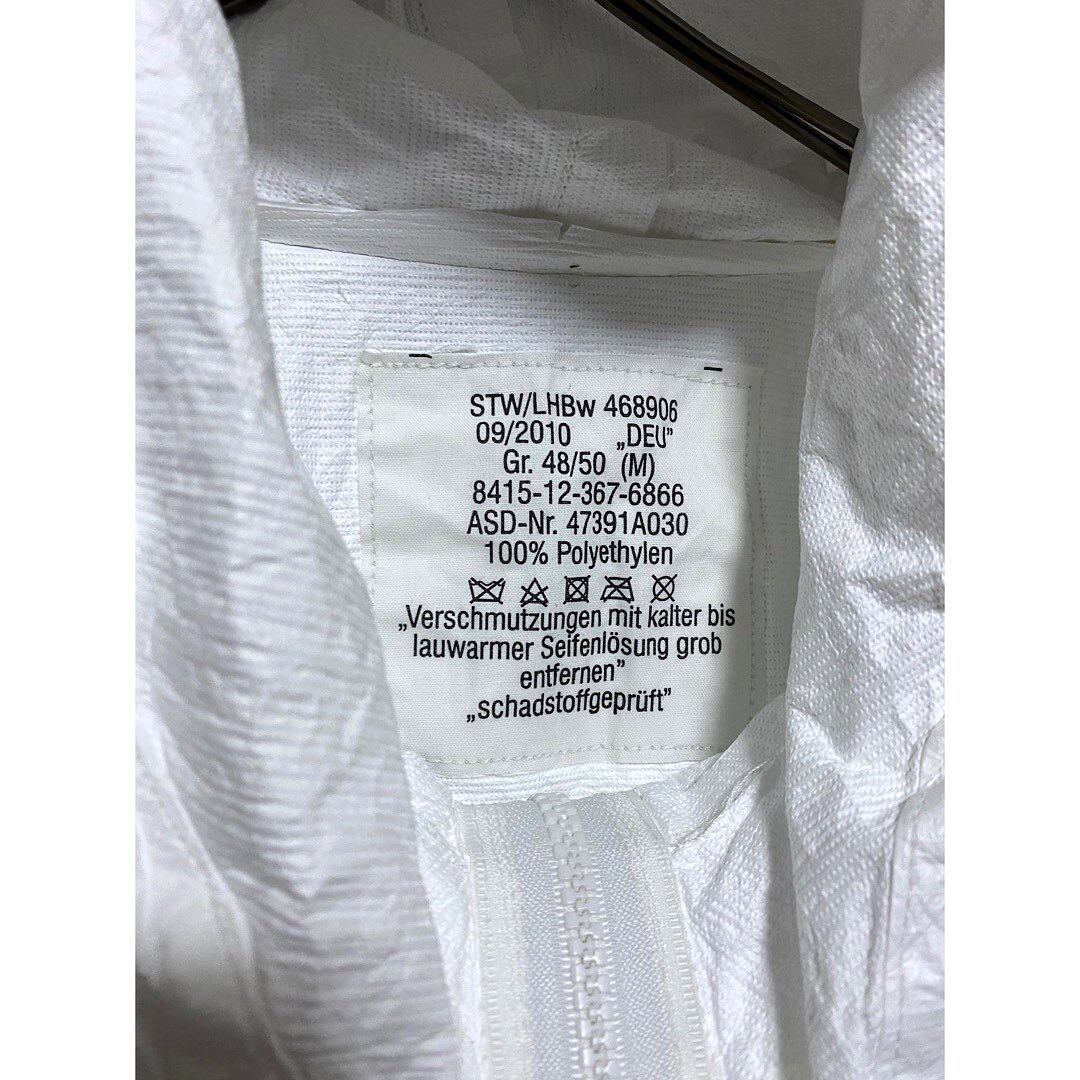 STW/LHBw 468906
09/2010 „DEU”
Gr. 48/50 (M)
8415-12-367-6866
ASD-Nr. 47391A030
100% Polyethylen
„Verschmutzungen mit kalter bis
lauwarmer Seifenlösung grob
entfernen”
„schadstoffgeprüft”